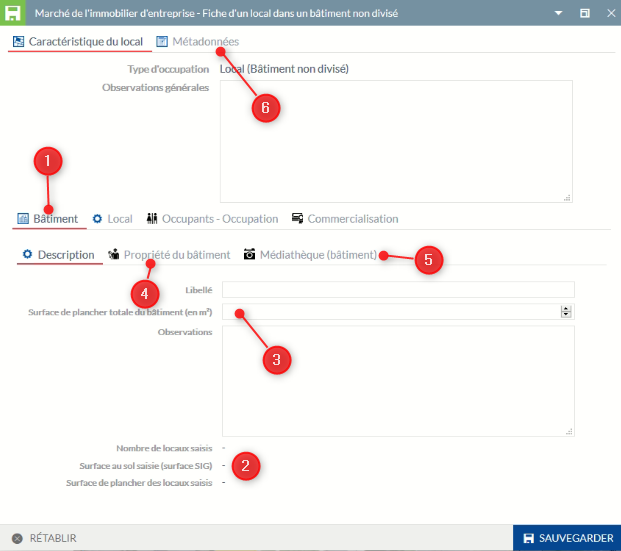 Marché de l'immobilier d'entreprise - Fiche d'un local dans un bâtiment non divisé
Caractéristique du local Métadonnées
Type d'occupation Local (Bâtiment non divisé)
Observations générales
6
1
Bâtiment Local Occupants - Occupation Commercialisation
Description Propriété du bâtiment Médiathèque (bâtiment)
5
4
Libellé
Surface de plancher totale du bâtiment (en m²)
Observations
3
Nombre de locaux saisis -
Surface au sol saisie (surface SIG) -
2
Surface de plancher des locaux saisis -
RÉTABLIR SAUVEGARDER